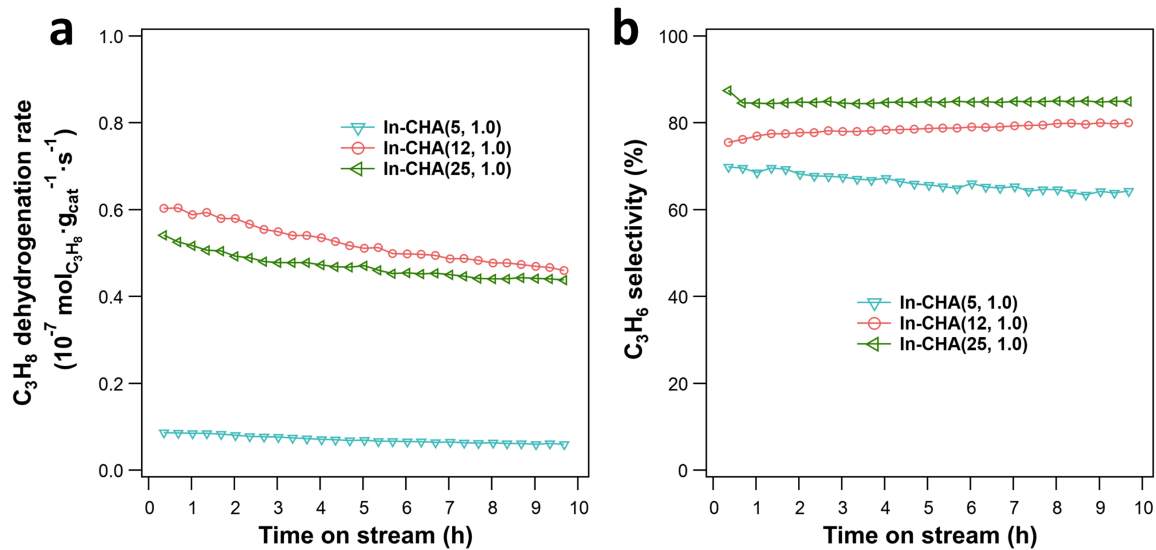 a
1.0
0.8
0.6
0.4
0.2
0.0
C₃H₈ dehydrogenation rate
(10⁻⁷ mol_C₃H₈·g_cat⁻¹·s⁻¹)
In-CHA(5, 1.0)
In-CHA(12, 1.0)
In-CHA(25, 1.0)
0 1 2 3 4 5 6 7 8 9 10
Time on stream (h)
b
100
80
60
40
20
0
C₃H₆ selectivity (%)
In-CHA(5, 1.0)
In-CHA(12, 1.0)
In-CHA(25, 1.0)
0 1 2 3 4 5 6 7 8 9 10
Time on stream (h)